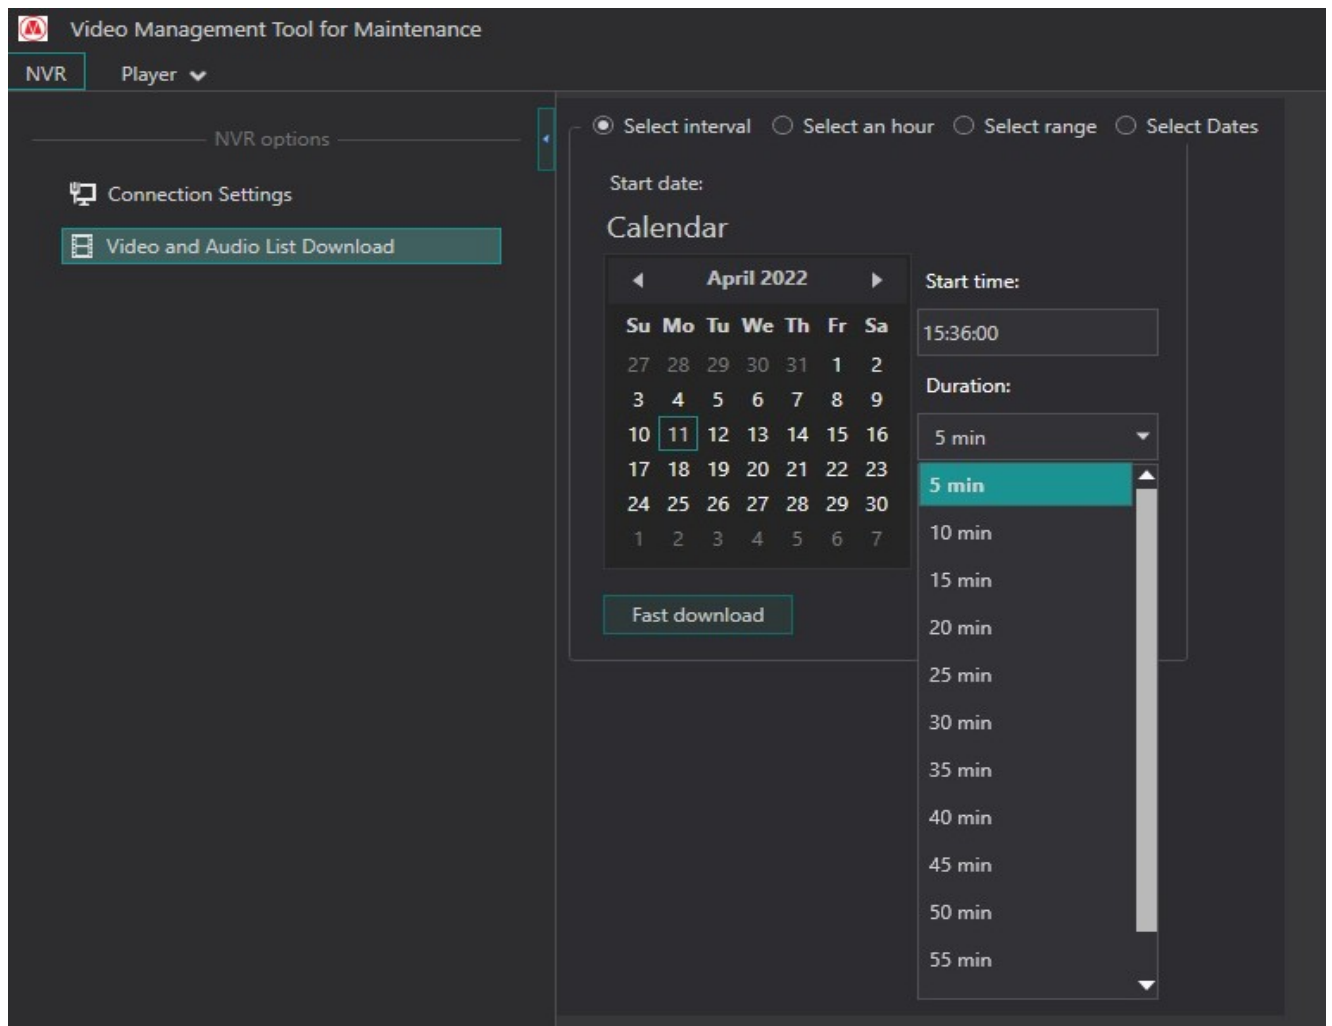 Video Management Tool for Maintenance
NVR Player
NVR options
Connection Settings
Video and Audio List Download
Select interval Select an hour Select range Select Dates
Start date:
Calendar
April 2022
Su Mo Tu We Th Fr Sa
27 28 29 30 31 1 2
3 4 5 6 7 8 9
10 11 12 13 14 15 16
17 18 19 20 21 22 23
24 25 26 27 28 29 30
1 2 3 4 5 6 7
Fast download
Start time:
15:36:00
Duration:
5 min
5 min
10 min
15 min
20 min
25 min
30 min
35 min
40 min
45 min
50 min
55 min